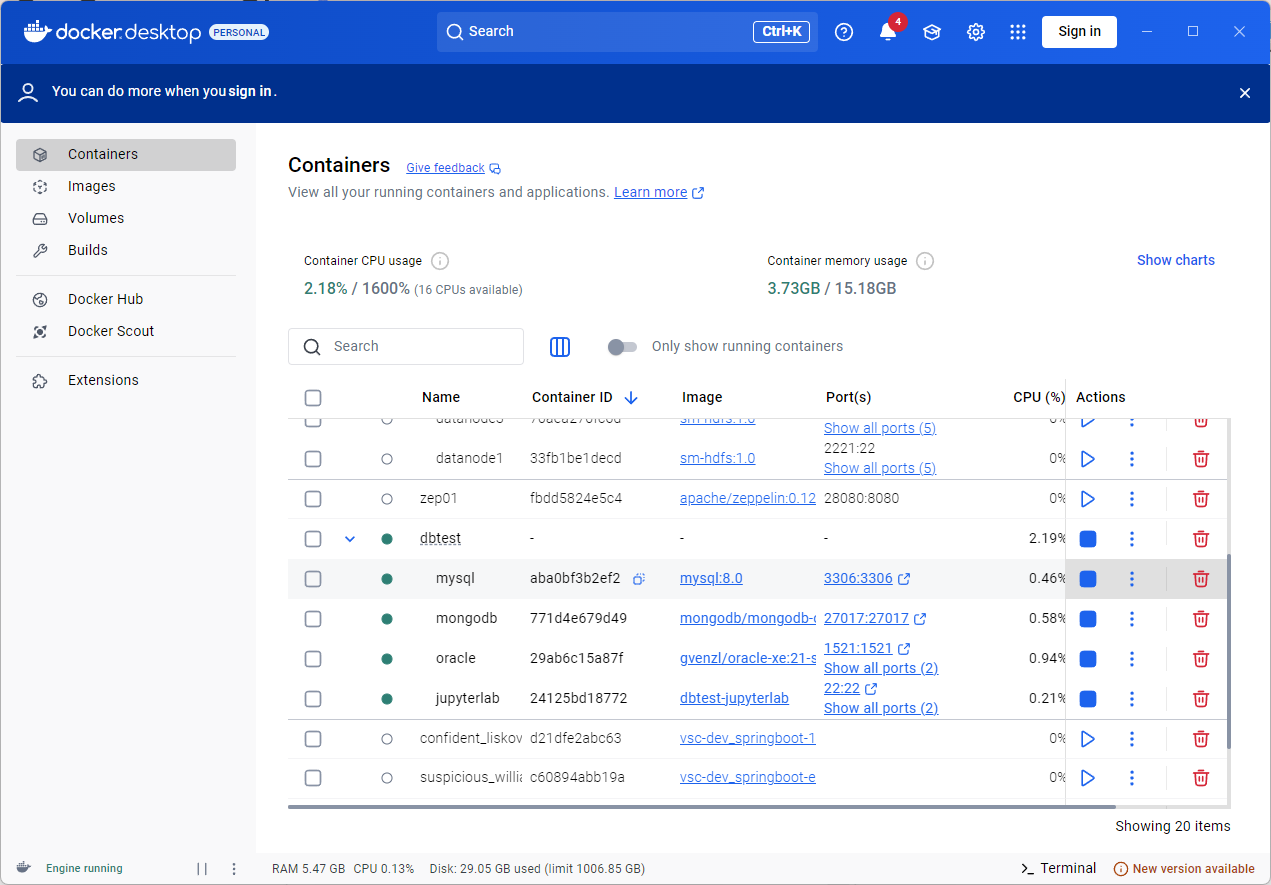 docker.desktop PERSONAL Search Ctrl+K 4 Sign in
You can do more when you sign in.
Containers
Images
Volumes
Builds
Docker Hub
Docker Scout
Extensions
Containers Give feedback
View all your running containers and applications. Learn more
Container CPU usage
2.18% / 1600% (16 CPUs available)
Container memory usage
3.73GB / 15.18GB
Show charts
Search Only show running containers
Name Container ID Image Port(s) CPU (%) Actions
sm-hdfs:1.0 Show all ports (5) 0%
datanode1 33fb1be1decd sm-hdfs:1.0 2221:22 0%
Show all ports (5)
zep01 fbdd5824e5c4 apache/zeppelin:0.12 28080:8080 0%
dbtest - - - 2.19%
mysql aba0bf3b2ef2 mysql:8.0 3306:3306 0.46%
mongodb 771d4e679d49 mongodb/mongodb- 27017:27017 0.58%
oracle 29ab6c15a87f gvenzl/oracle-xe:21-s 1521:1521 0.94%
Show all ports (2)
jupyterlab 24125bd18772 dbtest-jupyterlab 22:22 0.21%
Show all ports (2)
confident_liskov d21dfe2abc63 vsc-dev_springboot-1 0%
suspicious_willia c60894abb19a vsc-dev_springboot-e 0%
Showing 20 items
Engine running RAM 5.47 GB CPU 0.13% Disk: 29.05 GB used (limit 1006.85 GB) Terminal New version available